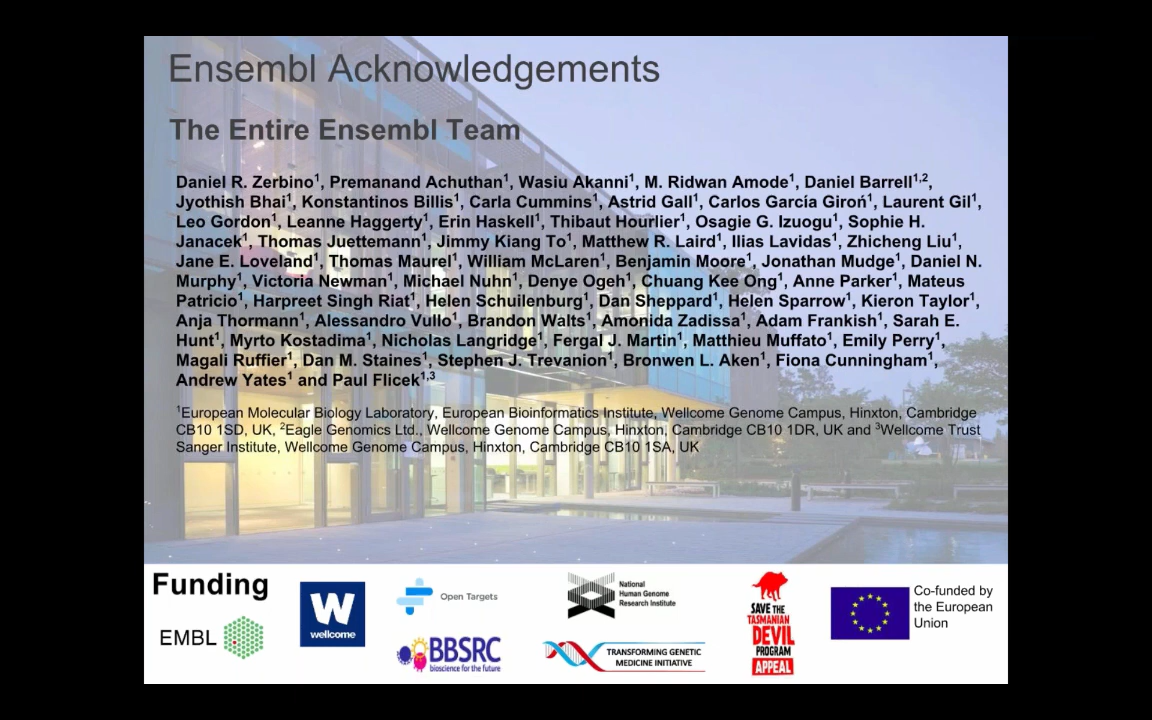 Ensembl Acknowledgements
The Entire Ensembl Team
Daniel R. Zerbino¹, Premanand Achuthan¹, Wasiu Akanni¹, M. Ridwan Amode¹, Daniel Barrell¹,²,
Jyothish Bhai¹, Konstantinos Billis¹, Carla Cummins¹, Astrid Gall¹, Carlos García Giroń¹, Laurent Gil¹,
Leo Gordon¹, Leanne Haggerty¹, Erin Haskell¹, Thibaut Hourlier¹, Osagie G. Izuogu¹, Sophie H.
Janacek¹, Thomas Juettemann¹, Jimmy Kiang To¹, Matthew R. Laird¹, Ilias Lavidas¹, Zhicheng Liu¹,
Jane E. Loveland¹, Thomas Maurel¹, William McLaren¹, Benjamin Moore¹, Jonathan Mudge¹, Daniel N.
Murphy¹, Victoria Newman¹, Michael Nuhn¹, Denye Ogeh¹, Chuang Kee Ong¹, Anne Parker¹, Mateus
Patricio¹, Harpreet Singh Riat¹, Helen Schuilenburg¹, Dan Sheppard¹, Helen Sparrow¹, Kieron Taylor¹,
Anja Thormann¹, Alessandro Vullo¹, Brandon Walts¹, Amonida Zadissa¹, Adam Frankish¹, Sarah E.
Hunt¹, Myrto Kostadima¹, Nicholas Langridge¹, Fergal J. Martin¹, Matthieu Muffato¹, Emily Perry¹,
Magali Ruffier¹, Dan M. Staines¹, Stephen J. Trevanion¹, Bronwen L. Aken¹, Fiona Cunningham¹,
Andrew Yates¹ and Paul Flicek¹,³
¹European Molecular Biology Laboratory, European Bioinformatics Institute, Wellcome Genome Campus, Hinxton, Cambridge
CB10 1SD, UK, ²Eagle Genomics Ltd., Wellcome Genome Campus, Hinxton, Cambridge CB10 1DR, UK and ³Wellcome Trust
Sanger Institute, Wellcome Genome Campus, Hinxton, Cambridge CB10 1SA, UK
Funding
EMBL
W
wellcome
Open Targets
BBSRC
bioscience for the future
National
Human Genome
Research Institute
TRANSFORMING GENETIC
MEDICINE INITIATIVE
SAVE THE
TASMANIAN
DEVIL
PROGRAM
APPEAL
Co-funded by
the European
Union